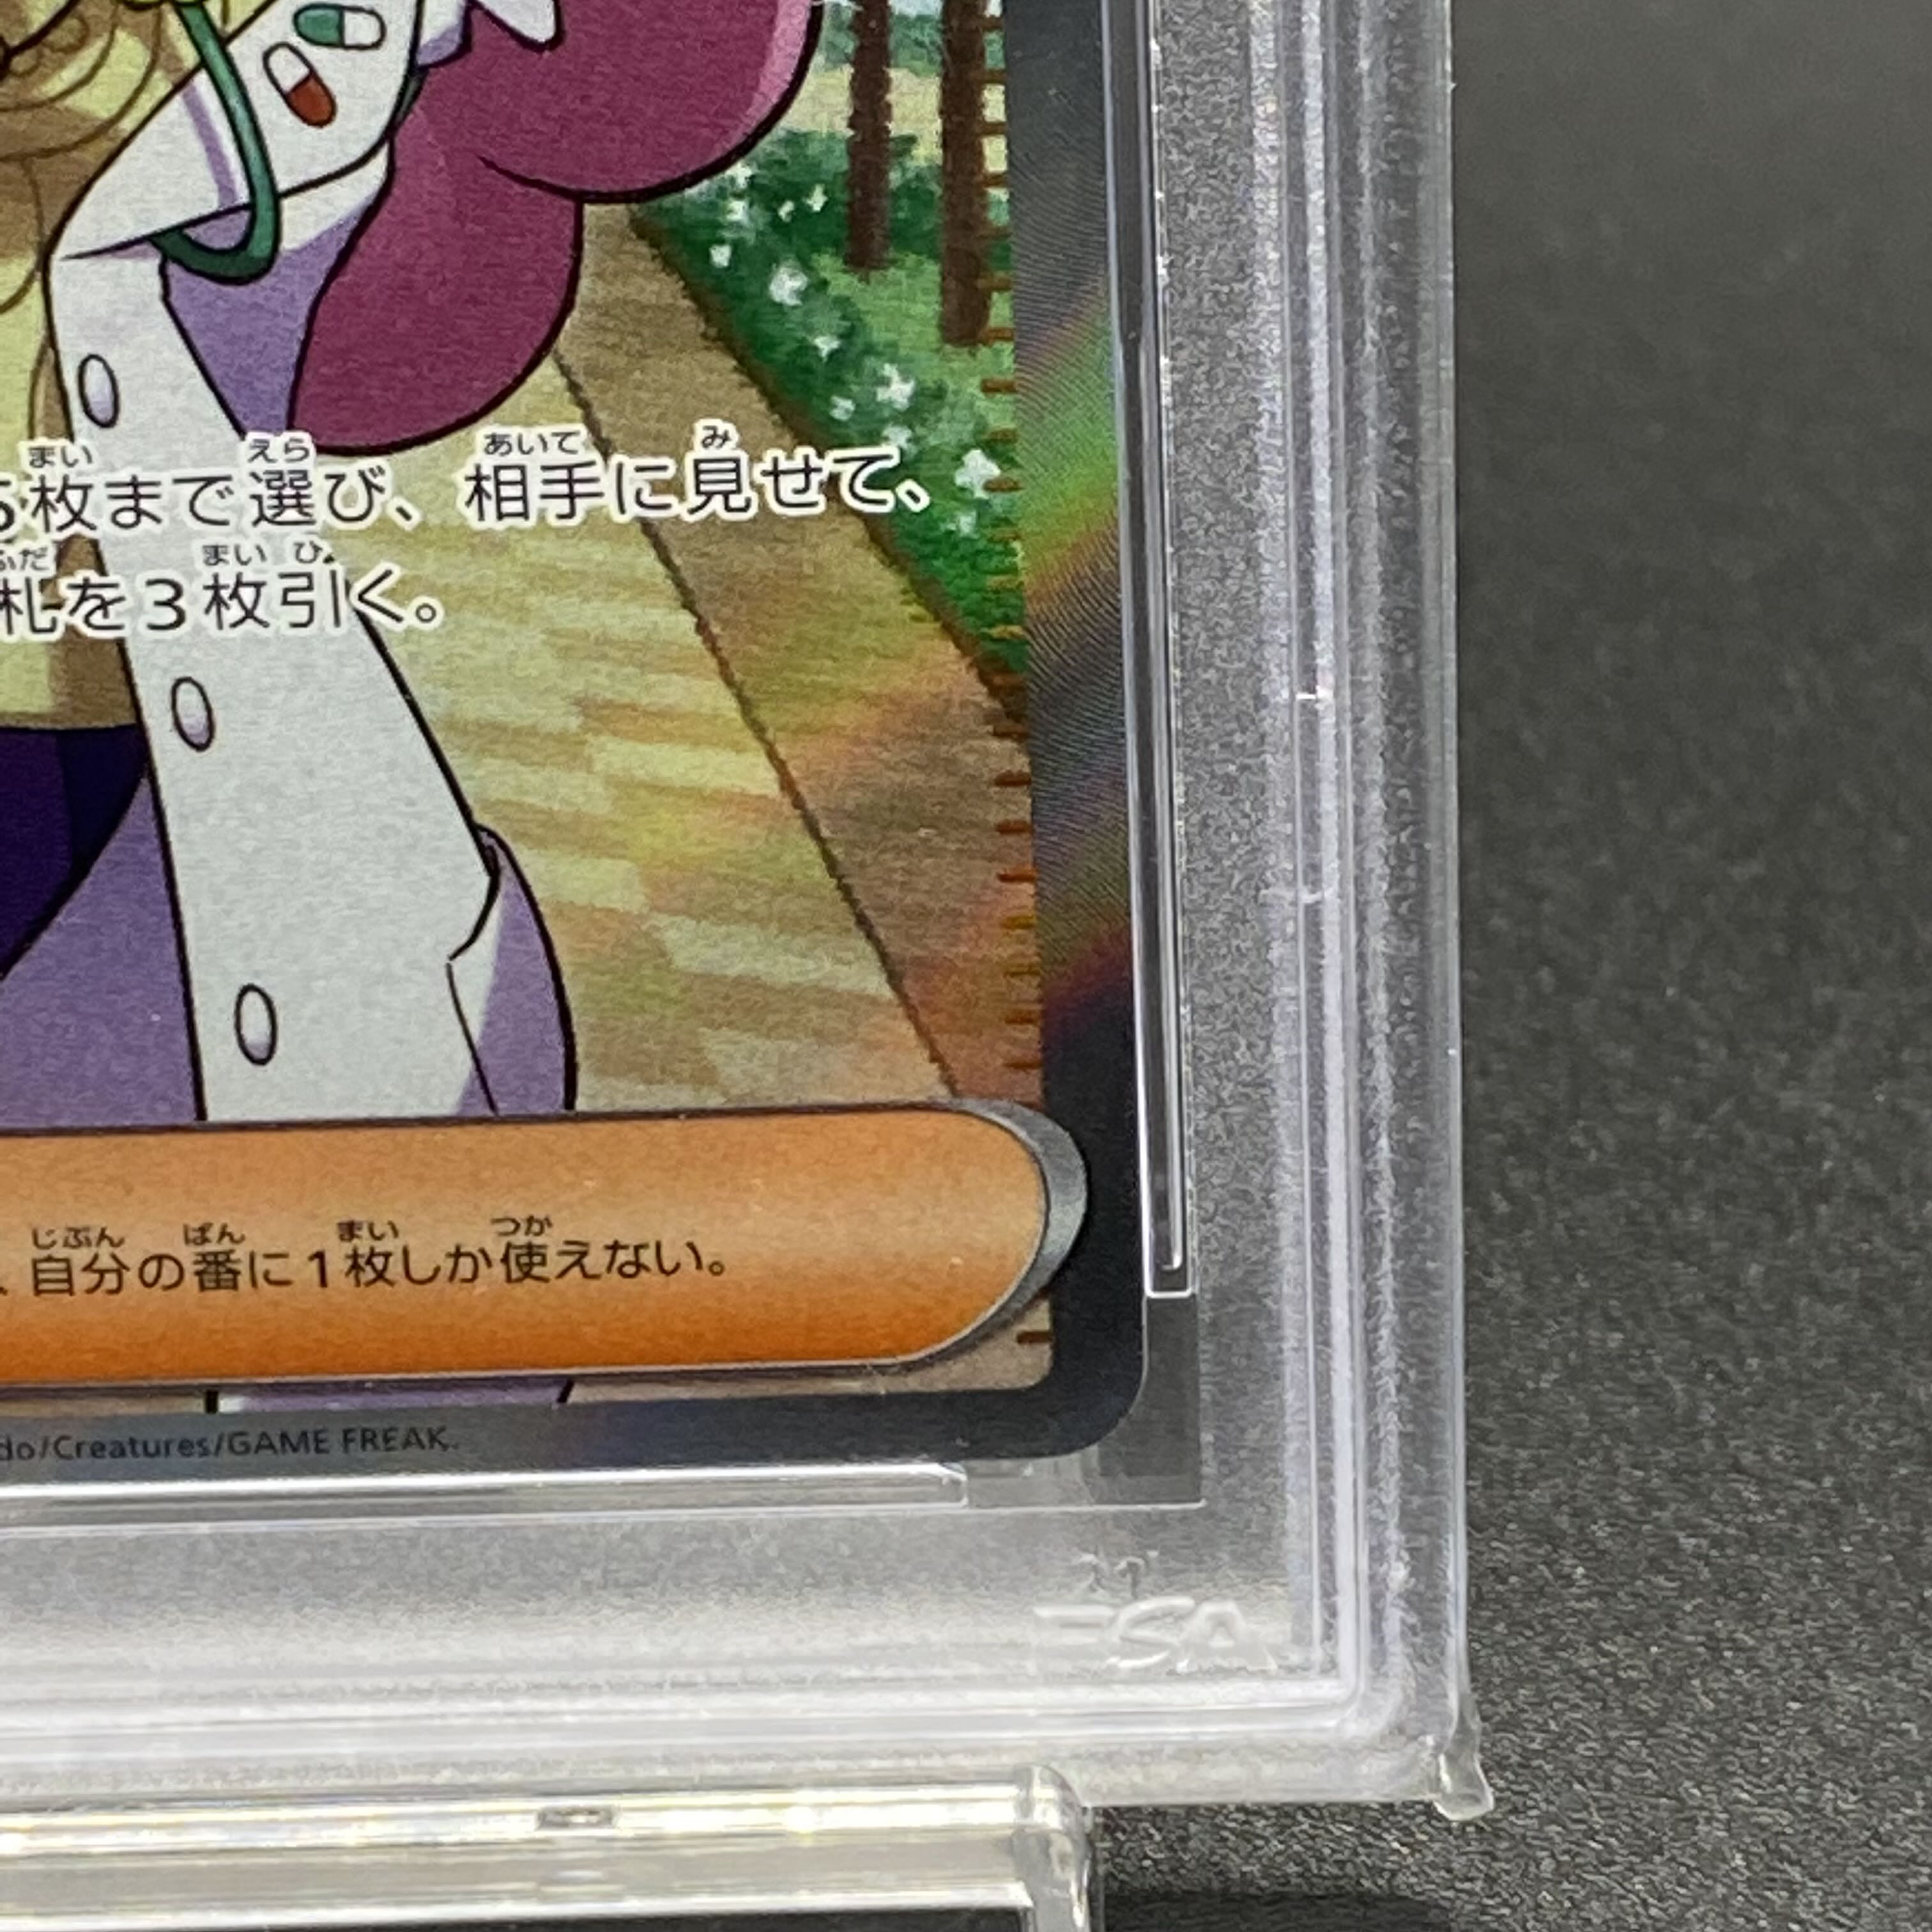 枚まで選び、相手に見せて、
札を3枚引く。
自分の番に1枚しか使えない。
do/Creatures/GAME FREAK.
PSA